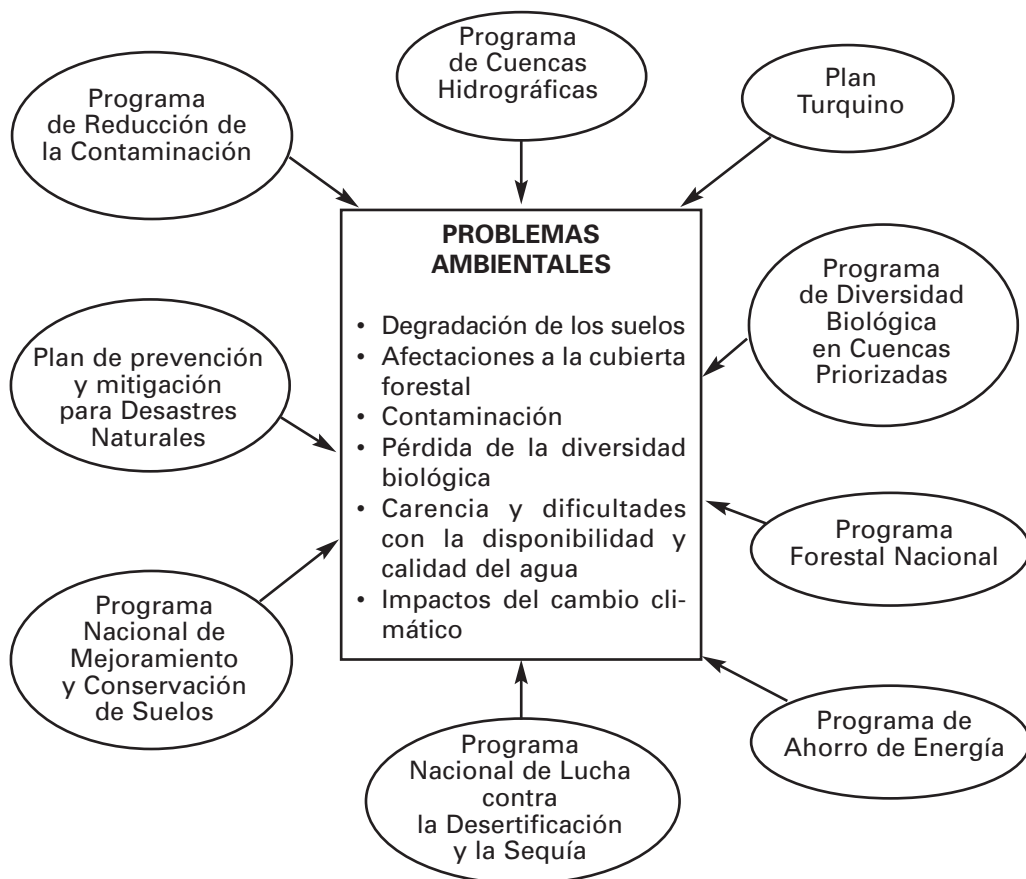 Programa
de Cuencas
Hidrográficas
Plan
Turquino
Programa
de Reducción de
la Contaminación
PROBLEMAS
AMBIENTALES
• Degradación de los suelos
• Afectaciones a la cubierta
forestal
• Contaminación
• Pérdida de la diversidad
biológica
• Carencia y dificultades
con la disponibilidad y
calidad del agua
• Impactos del cambio cli-
mático
Programa
de Diversidad
Biológica
en Cuencas
Priorizadas
Plan de prevención
y mitigación
para Desastres
Naturales
Programa
Forestal Nacional
Programa
Nacional de
Mejoramiento
y Conservación
de Suelos
Programa de
Ahorro de Energía
Programa
Nacional de Lucha
contra
la Desertificación
y la Sequía